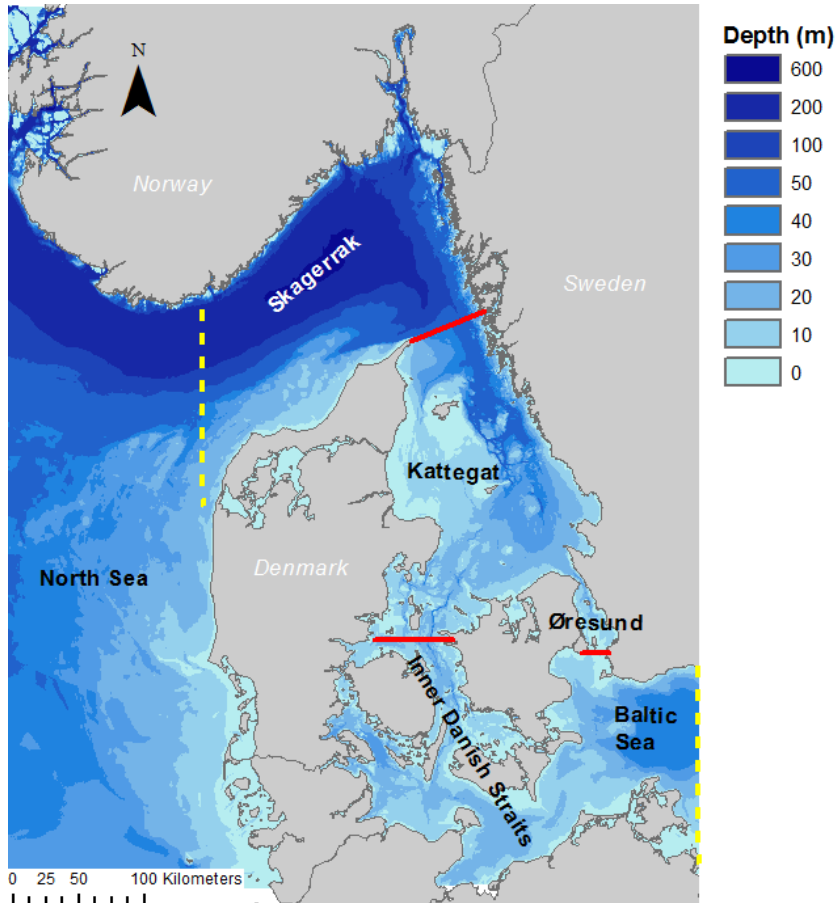 Depth (m)
600
200
100
50
40
30
20
10
0
N
Norway
Skagerrak
Sweden
Kattegat
North Sea
Denmark
Øresund
Inner Danish Straits
Baltic
Sea
0 25 50 100 Kilometers